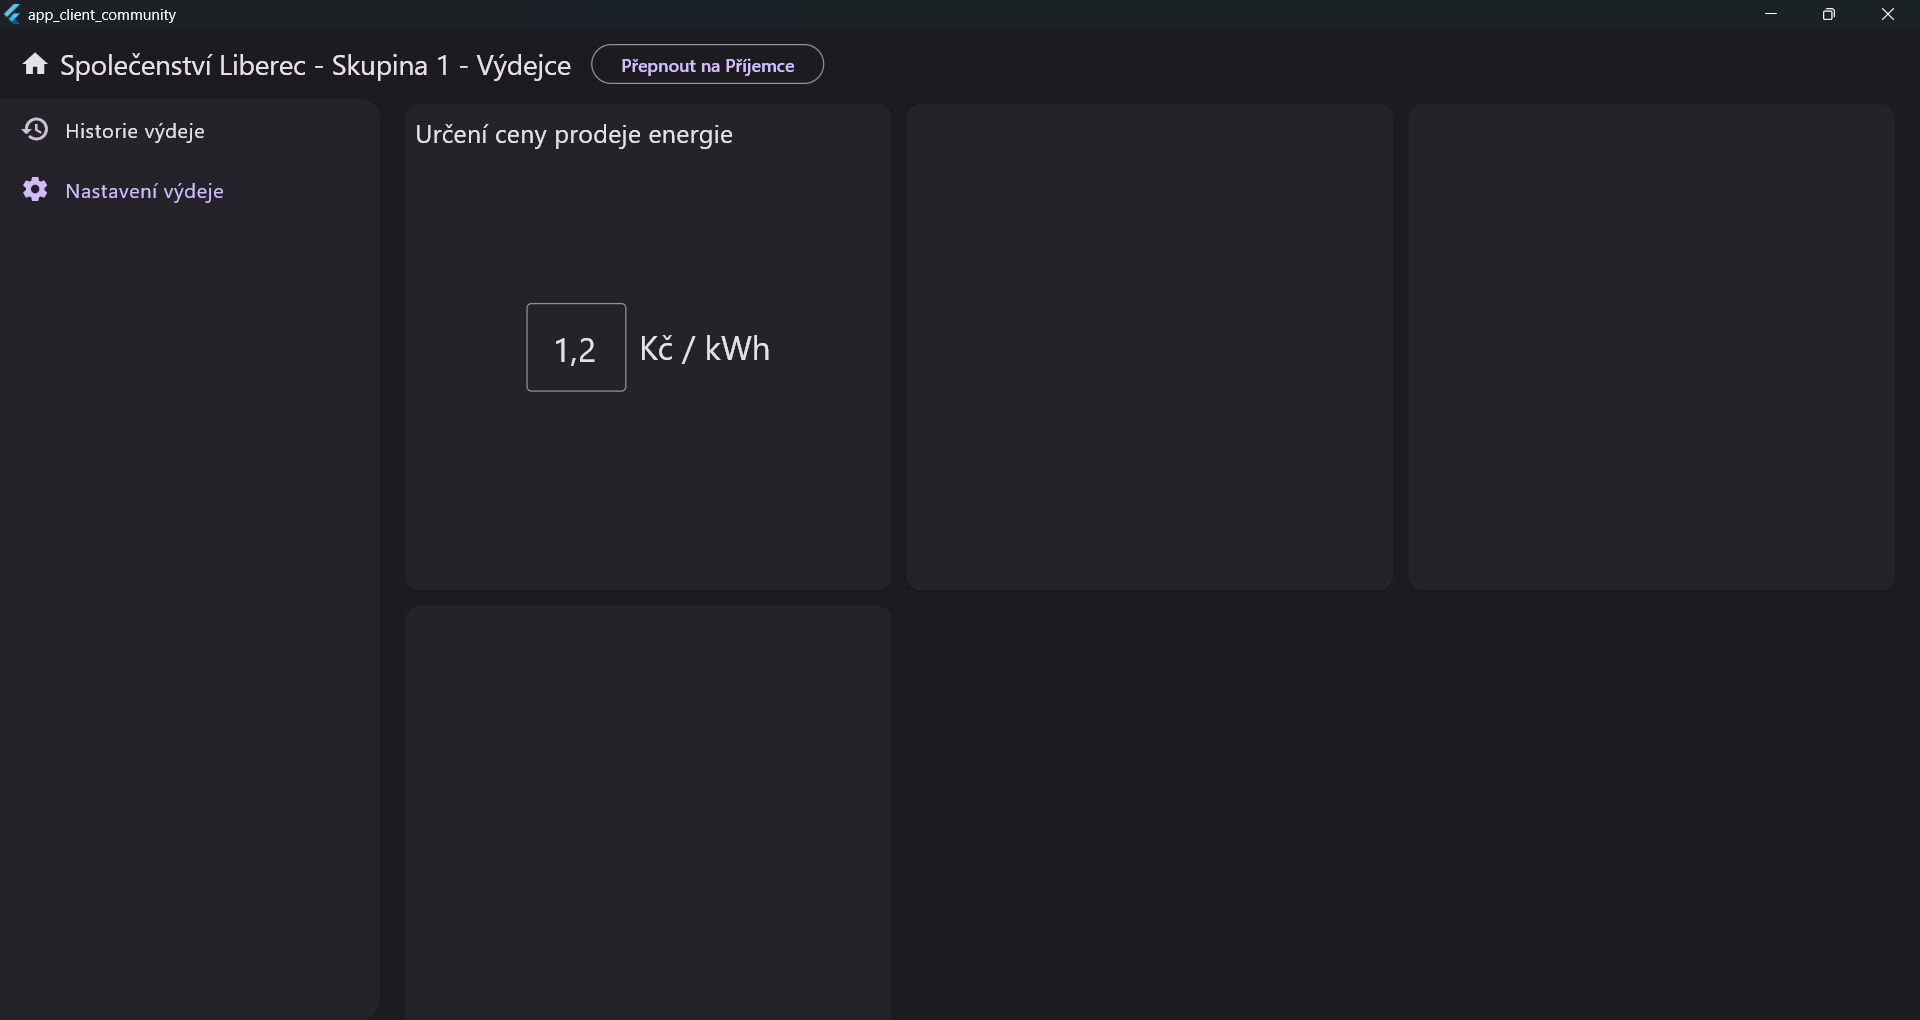 app_client_community
Společenství Liberec - Skupina 1 - Výdejce
Přepnout na Příjemce
Historie výdeje
Nastavení výdeje
Určení ceny prodeje energie
1,2 Kč / kWh